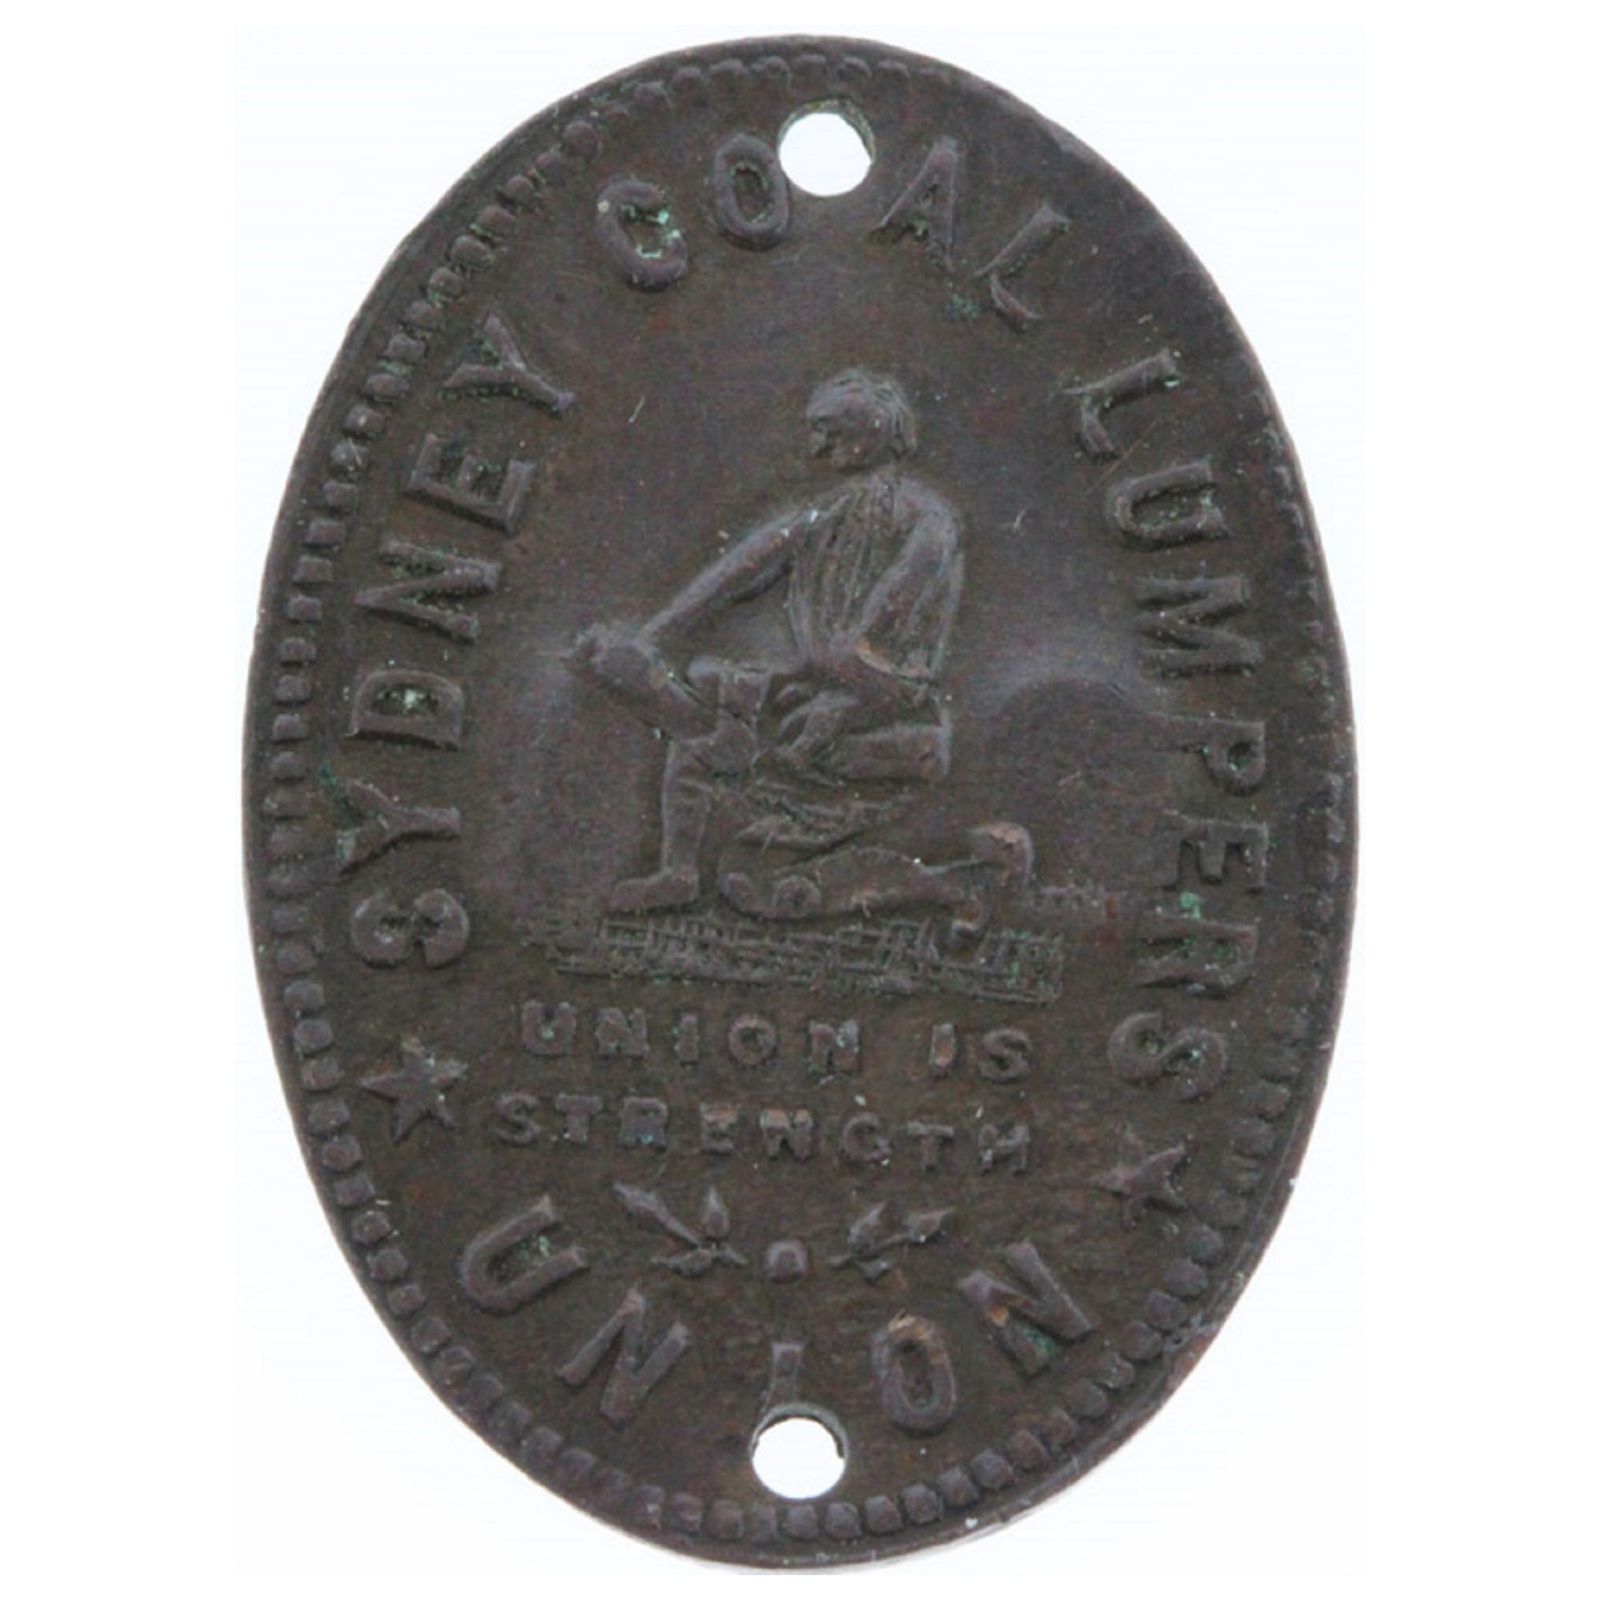 SYDNEY COAL LUMPERS
UNION IS
STRENGTH
UNION